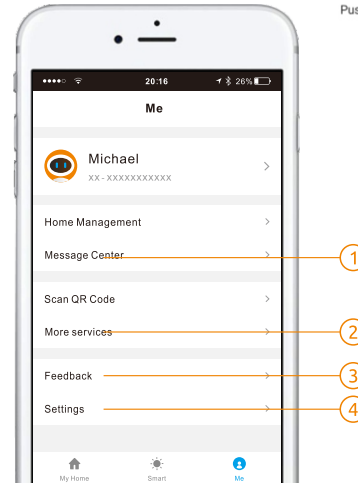 Pus
20:16 26%
Me
Michael
XX-XXXXXXXXXXX
Home Management
Message Center
1
Scan QR Code
More services
2
Feedback
3
Settings
4
My Home Smart Me